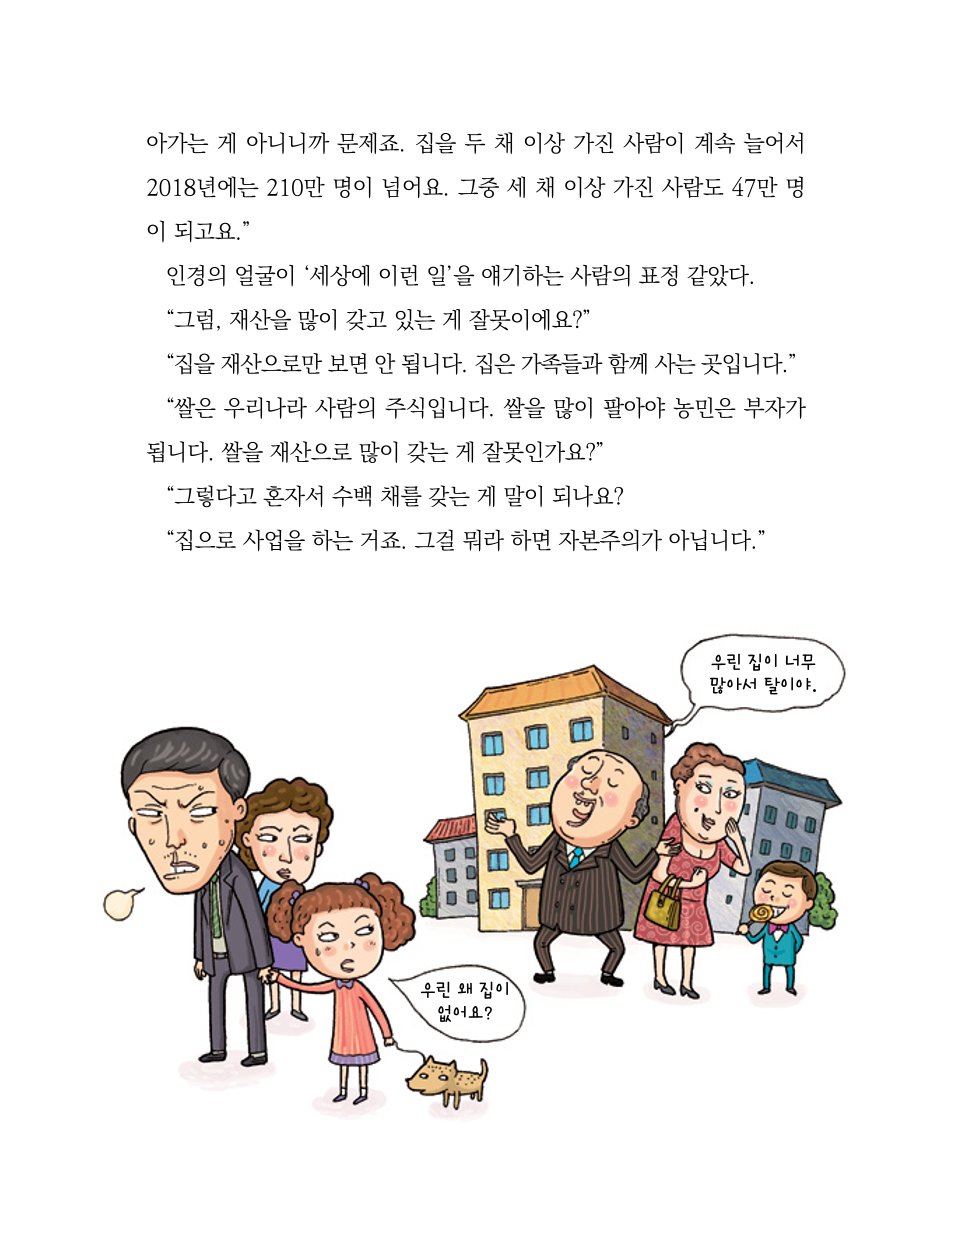 아가는 게 아니니까 문제죠. 집을 두 채 이상 가진 사람이 계속 늘어서
2018년에는 210만 명이 넘어요. 그중 세 채 이상 가진 사람도 47만 명
이 되고요.”
인경의 얼굴이 ‘세상에 이런 일’을 얘기하는 사람의 표정 같았다.
“그럼, 재산을 많이 갖고 있는 게 잘못이에요?”
“집을 재산으로만 보면 안 됩니다. 집은 가족들과 함께 사는 곳입니다.”
“쌀은 우리나라 사람의 주식입니다. 쌀을 많이 팔아야 농민은 부자가
됩니다. 쌀을 재산으로 많이 갖는 게 잘못인가요?”
“그렇다고 혼자서 수백 채를 갖는 게 말이 되나요?
“집으로 사업을 하는 거죠. 그걸 뭐라 하면 자본주의가 아닙니다.”
우린 집이 너무
많아서 탈이야.
우린 왜 집이
없어요?